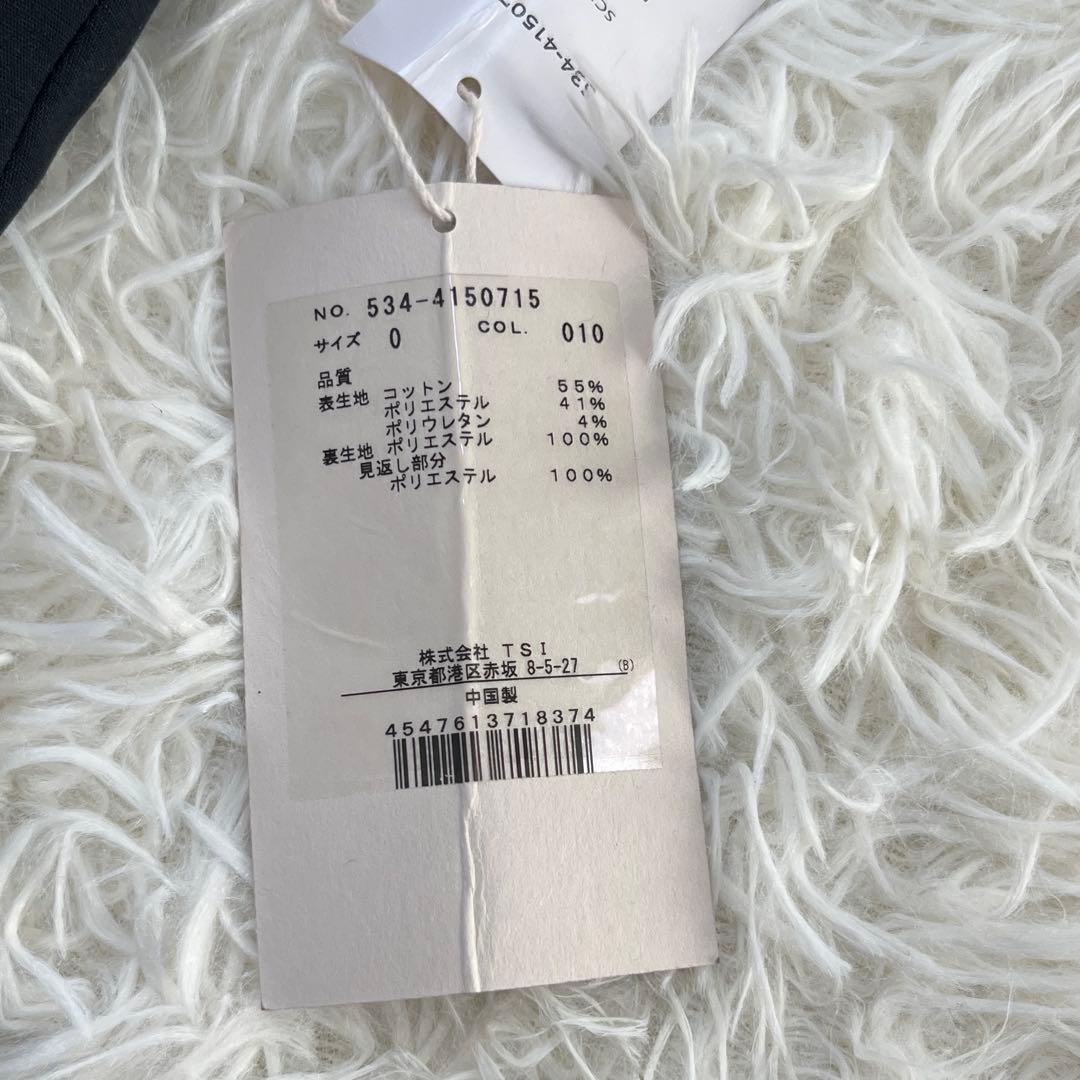 534-41507
SC
NO. 534-4150715
サイズ 0 COL. 010
品質
表生地 コットン 55%
ポリエステル 41%
ポリウレタン 4%
裏生地 ポリエステル 100%
見返し部分
ポリエステル 100%
株式会社 TSI
東京都港区赤坂 8-5-27 (B)
中国製
4547613718374